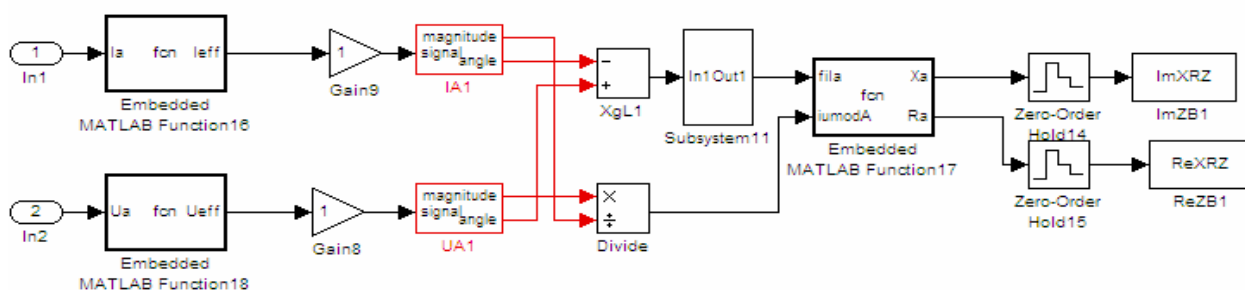 1
In1
Ia fcn Ieff
Embedded
MATLAB Function16
1
Gain9
magnitude
signal
angle
IA1
−
+
XgL1
In1 Out1
Subsystem11
fiIa
iumodA
fcn
Xa
Ra
Embedded
MATLAB Function17
Zero-Order
Hold14
ImXRZ
ImZB1
Zero-Order
Hold15
ReXRZ
ReZB1
2
In2
Ua fcn Ueff
Embedded
MATLAB Function18
1
Gain8
magnitude
signal
angle
UA1
×
÷
Divide